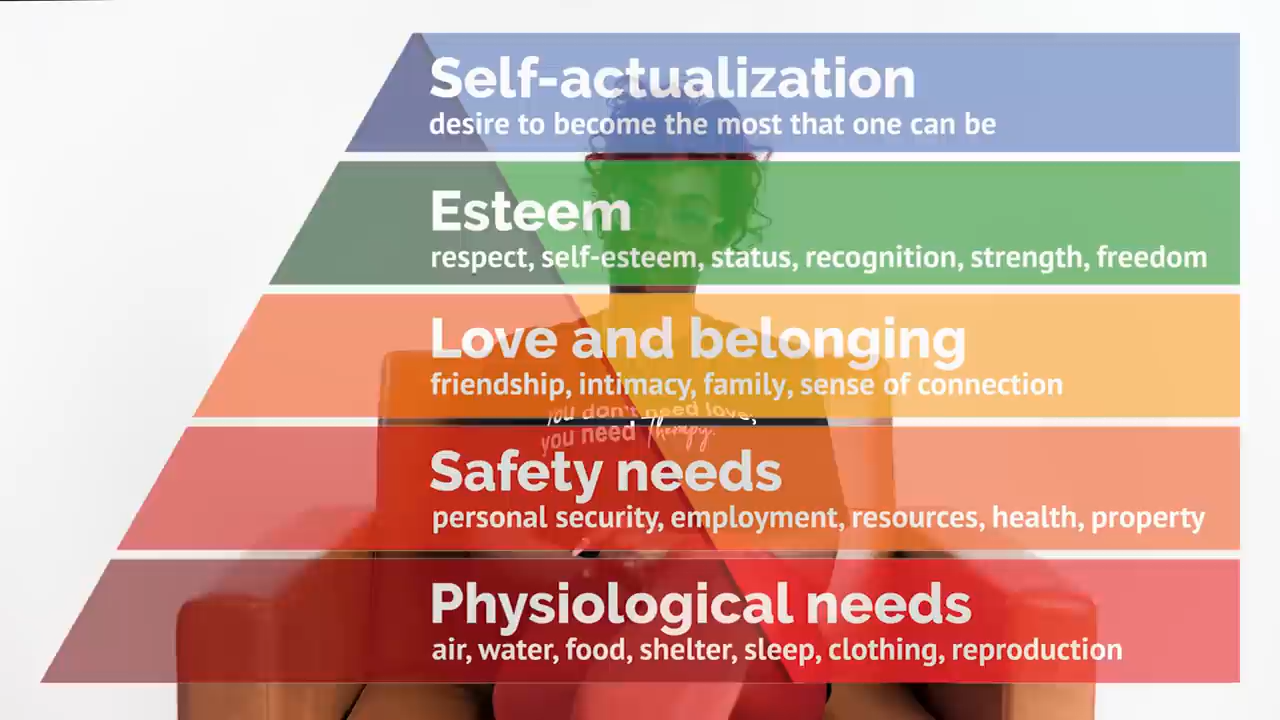 Self-actualization
desire to become the most that one can be
Esteem
respect, self-esteem, status, recognition, strength, freedom
Love and belonging
friendship, intimacy, family, sense of connection
you don't need love,
you need Therapy.
Safety needs
personal security, employment, resources, health, property
Physiological needs
air, water, food, shelter, sleep, clothing, reproduction